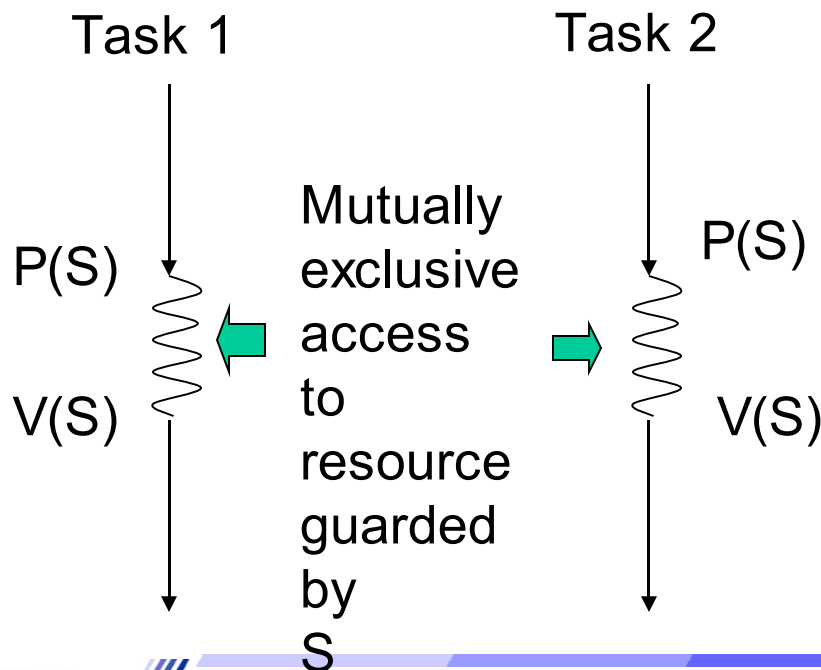 Task 1
Task 2
P(S)
V(S)
Mutually
exclusive
access
to
resource
guarded
by
S
P(S)
V(S)